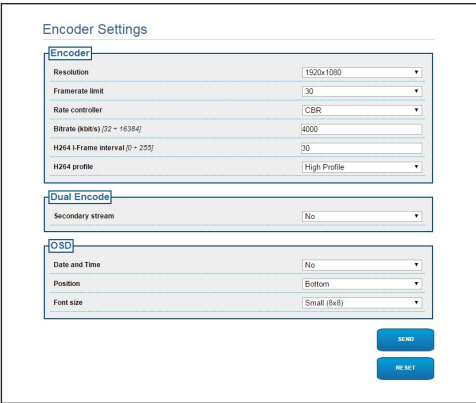 Encoder Settings
Encoder
Resolution 1920x1080
Framerate limit 30
Rate controller CBR
Bitrate (kbit/s) [32 ÷ 16384] 4000
H264 I-Frame interval [0 ÷ 255] 30
H264 profile High Profile
Dual Encode
Secondary stream No
OSD
Date and Time No
Position Bottom
Font size Small (8x8)
SEND
RESET